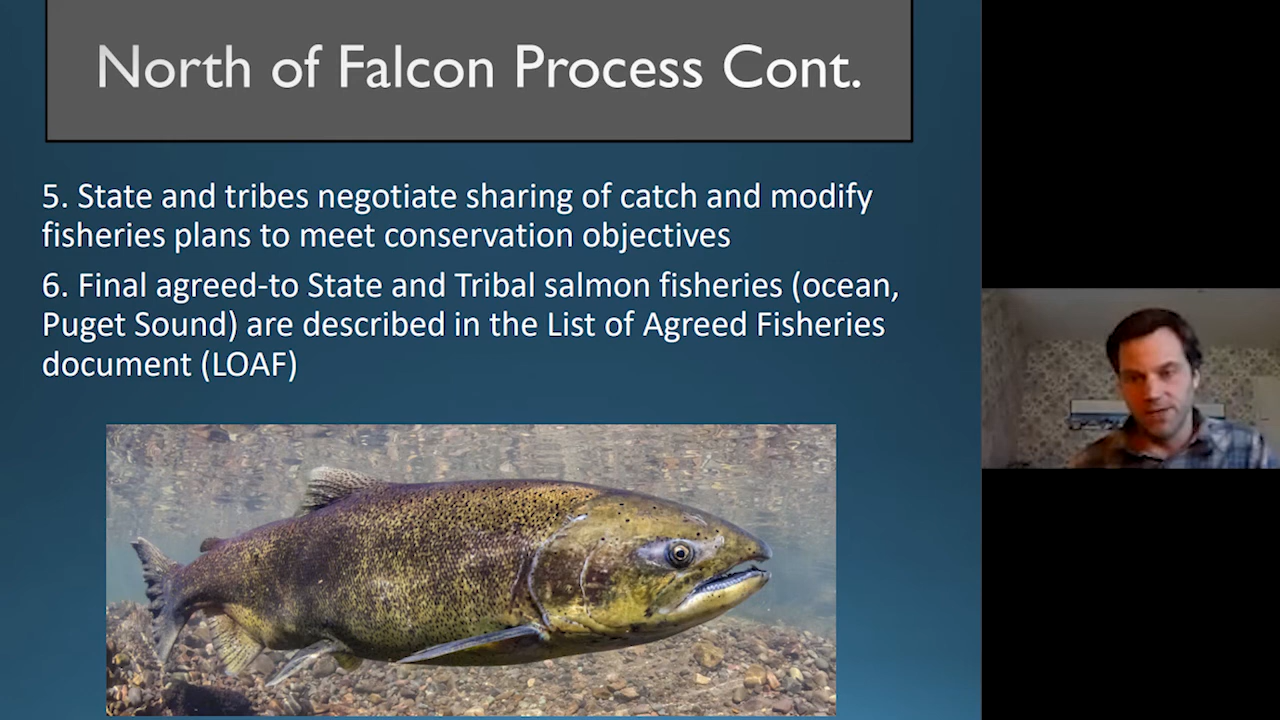 North of Falcon Process Cont.
5. State and tribes negotiate sharing of catch and modify
fisheries plans to meet conservation objectives
6. Final agreed-to State and Tribal salmon fisheries (ocean,
Puget Sound) are described in the List of Agreed Fisheries
document (LOAF)